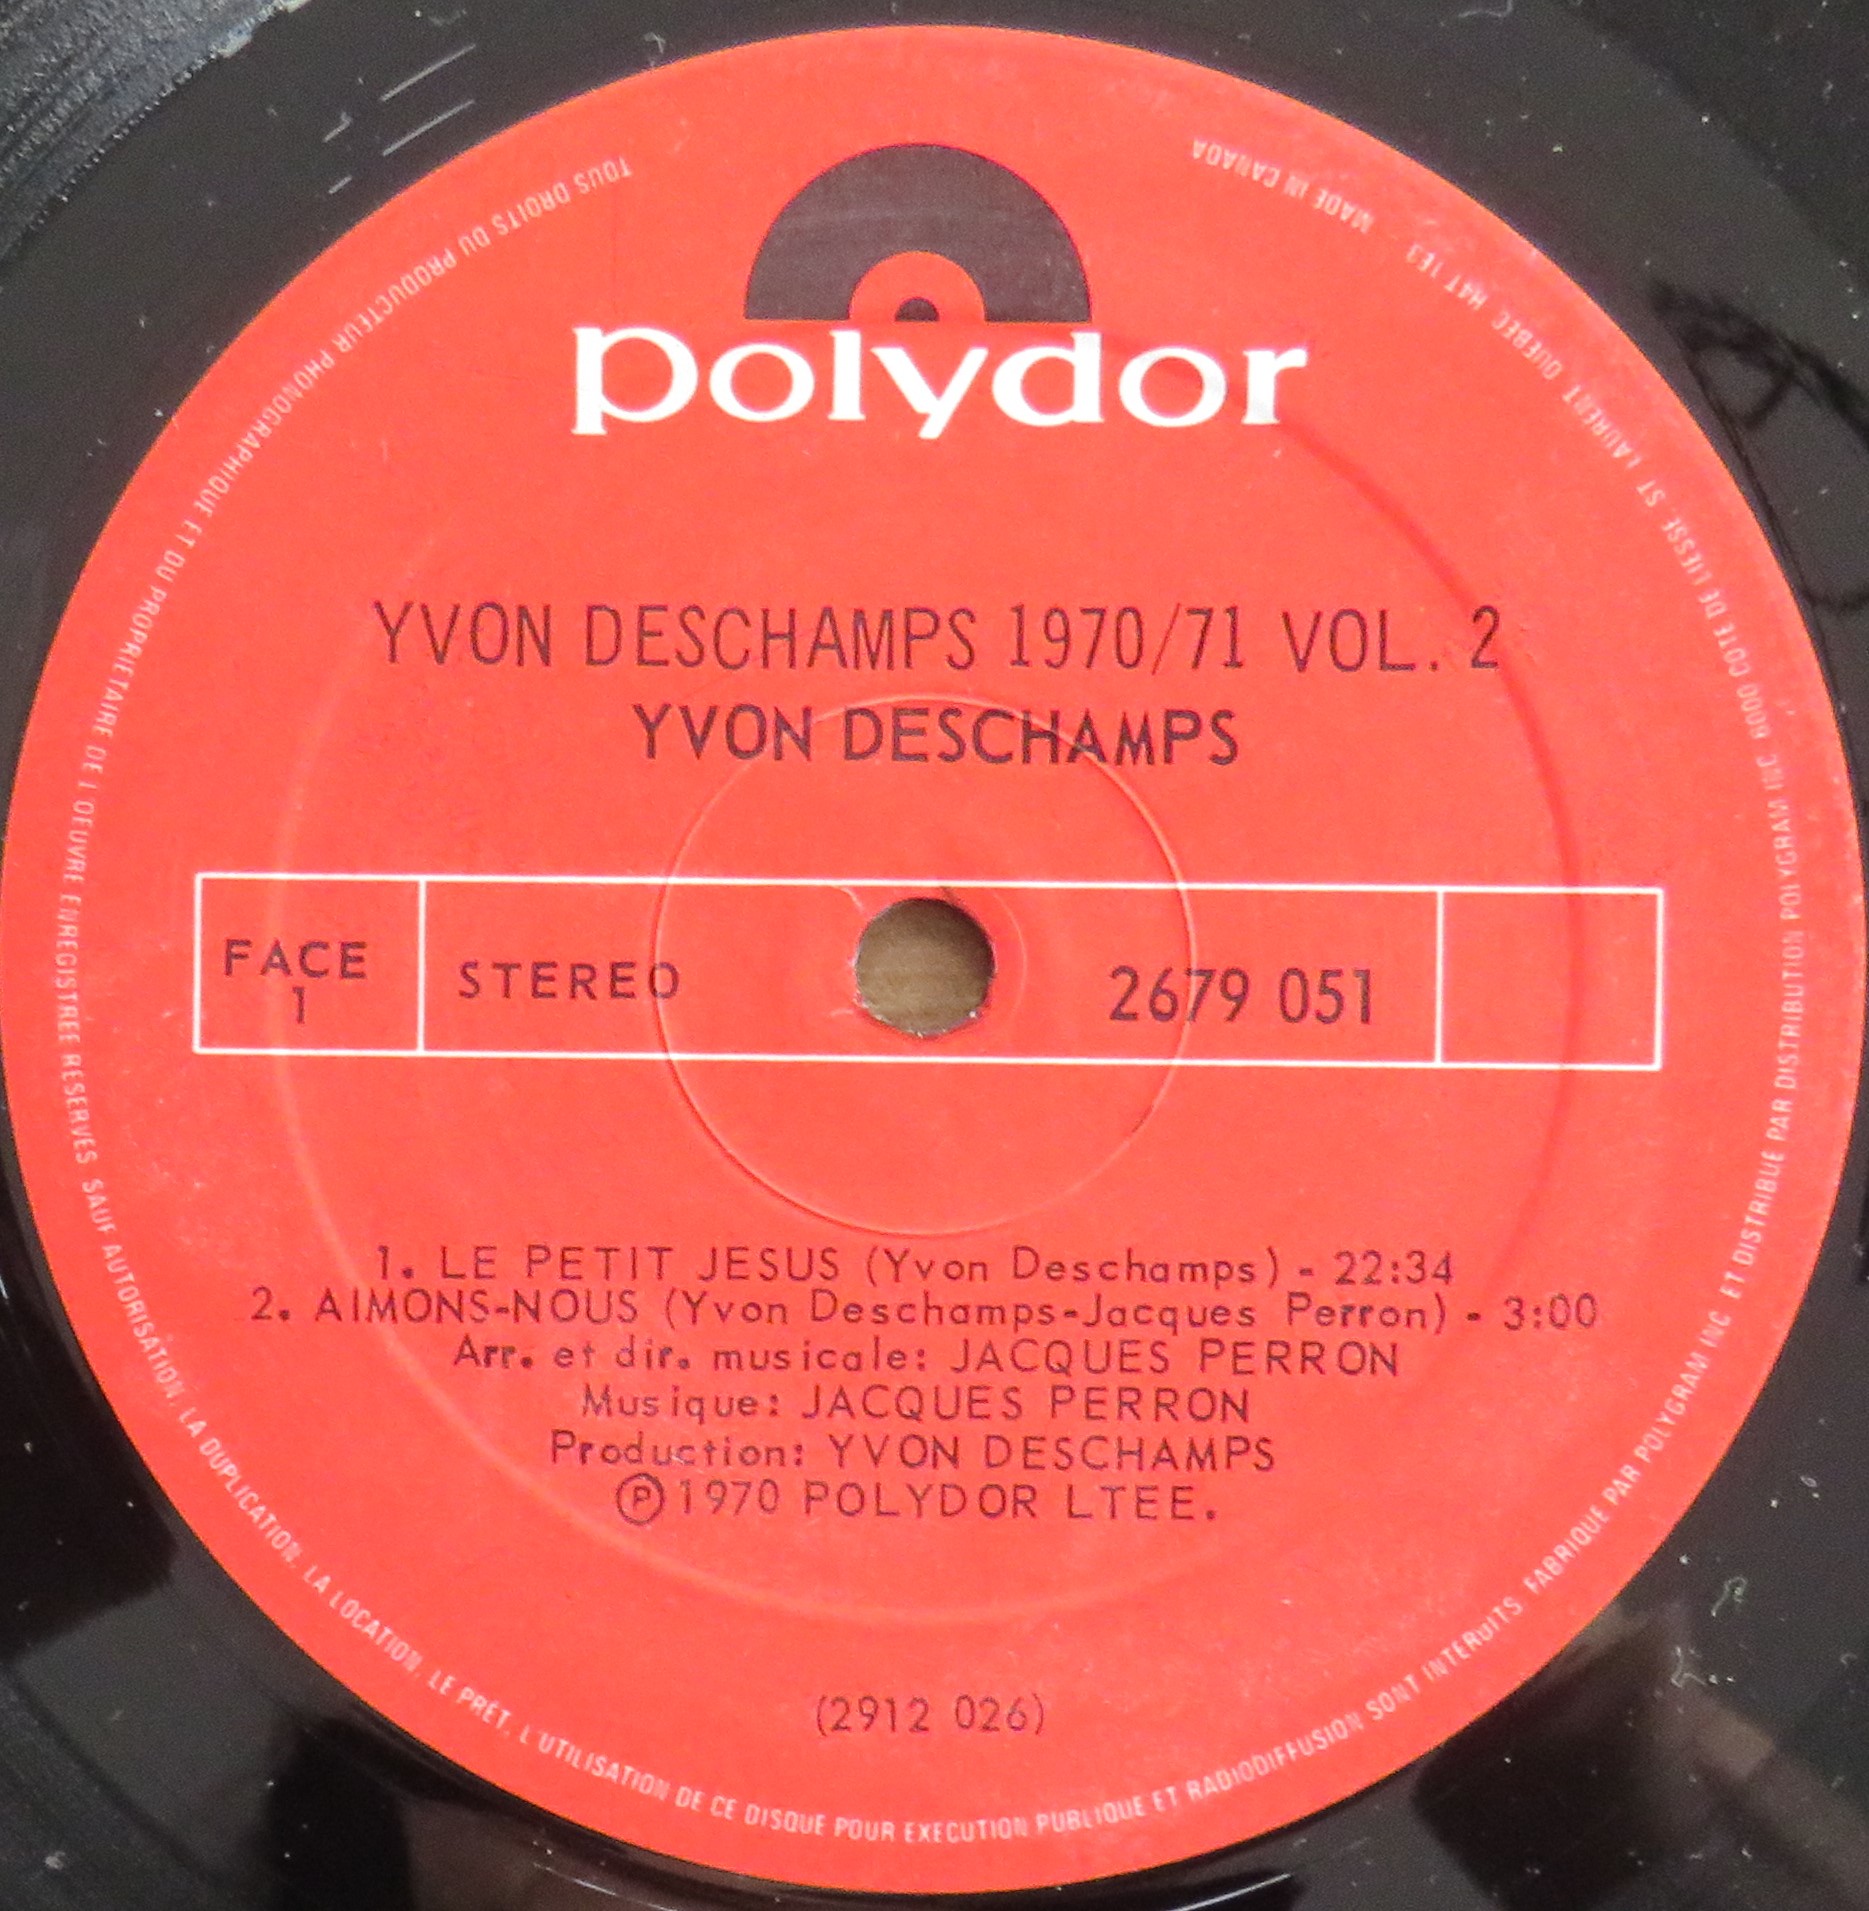 polydor
YVON DESCHAMPS 1970/71 VOL. 2
YVON DESCHAMPS
FACE
1
STEREO
2679 051
1. LE PETIT JESUS (Yvon Deschamps) - 22:34
2. AIMONS-NOUS (Yvon Deschamps-Jacques Perron) - 3:00
Arr. et dir. musicale: JACQUES PERRON
Musique: JACQUES PERRON
Production: YVON DESCHAMPS
Ⓟ 1970 POLYDOR LTEE.
(2912 026)
TOUS DROITS DU PRODUCTEUR PHONOGRAPHIQUE ET DU PROPRIETAIRE DE L'OEUVRE ENREGISTREE RESERVES. SAUF AUTORISATION, LA DUPLICATION, LA LOCATION, LE PRÊT, L'UTILISATION DE CE DISQUE POUR EXECUTION PUBLIQUE ET RADIODIFFUSION SONT INTERDITS. FABRIQUE PAR POLYGRAM INC ET DISTRIBUE PAR DISTRIBUTION POLYGRAM INC 6000 COTE DE LIESSE, ST LAURENT QUEBEC H4T 1E3 - MADE IN CANADA